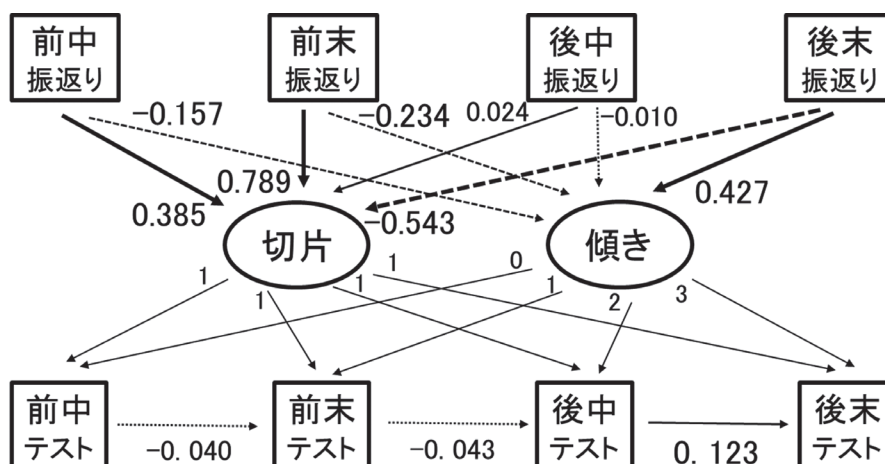 前中
振返り
前末
振返り
後中
振返り
後末
振返り
−0.157
−0.234
0.024
−0.010
0.789
0.385
−0.543
0.427
切片
傾き
1
1
1
1
0
1
2
3
前中
テスト
前末
テスト
後中
テスト
後末
テスト
−0. 040
−0. 043
0. 123